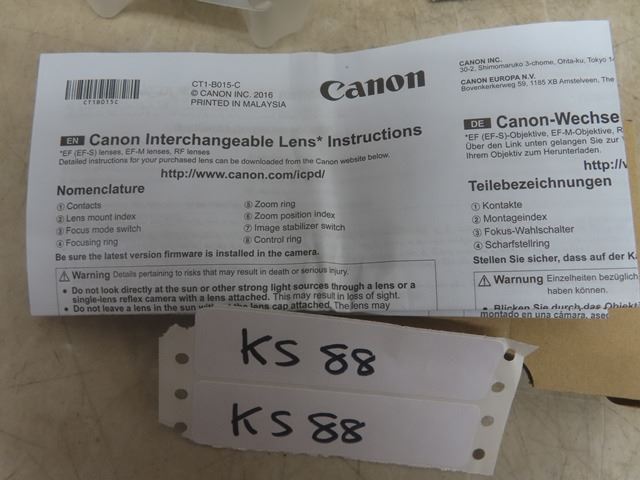 CT1-B015-C
© CANON INC. 2016
PRINTED IN MALAYSIA
CT1B015C
Canon
CANON INC.
30-2, Shimomaruko 3-chome, Ohta-ku, Tokyo
CANON EUROPA N.V.
Bovenkerkerweg 59, 1185 XB Amstelveen, The
EN Canon Interchangeable Lens* Instructions
*EF (EF-S) lenses, EF-M lenses, RF lenses
Detailed instructions for your purchased lens can be downloaded from the Canon website below.
http://www.canon.com/icpd/
Nomenclature
① Contacts
② Lens mount index
③ Focus mode switch
④ Focusing ring
⑤ Zoom ring
⑥ Zoom position index
⑦ Image stabilizer switch
⑧ Control ring
Be sure the latest version firmware is installed in the camera.
Warning Details pertaining to risks that may result in death or serious injury.
• Do not look directly at the sun or other strong light sources through a lens or a
single-lens reflex camera with a lens attached. This may result in loss of sight.
• Do not leave a lens in the sun without the lens cap attached. The lens may
DE Canon-Wechse
*EF (EF-S)-Objektive, EF-M-Objektive, R
Über den Link unten gelangen Sie zur
Ihrem Objektiv zum Herunterladen.
http://
Teilebezeichnungen
① Kontakte
② Montageindex
③ Fokus-Wahlschalter
④ Scharfstellring
Stellen Sie sicher, dass auf der
Warnung Einzelheiten bezüglich
haben können.
• Blicken Sie durch das Objekti
montado en una cámara, asec
KS 88
KS 88